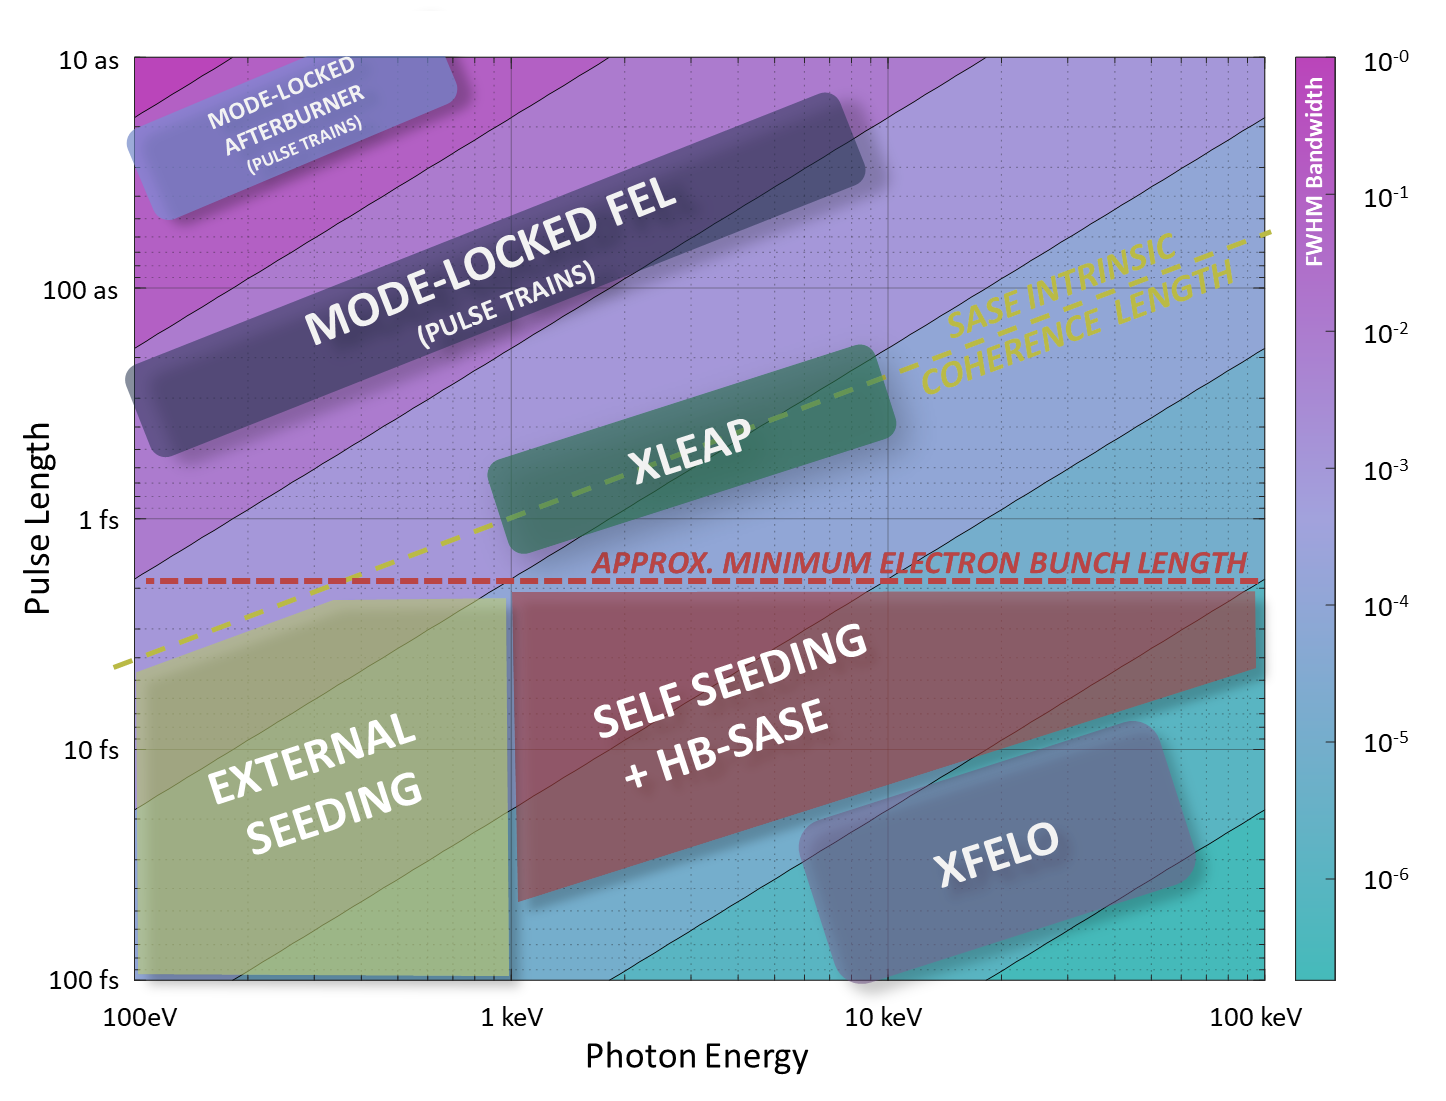 10 as
100 as
1 fs
10 fs
100 fs
Pulse Length
100eV
1 keV
10 keV
100 keV
Photon Energy
MODE-LOCKED
AFTERBURNER
(PULSE TRAINS)
MODE-LOCKED FEL
(PULSE TRAINS)
SASE INTRINSIC
COHERENCE LENGTH
XLEAP
APPROX. MINIMUM ELECTRON BUNCH LENGTH
EXTERNAL
SEEDING
SELF SEEDING
+ HB-SASE
XFELO
FWHM Bandwidth
10-0
10-1
10-2
10-3
10-4
10-5
10-6